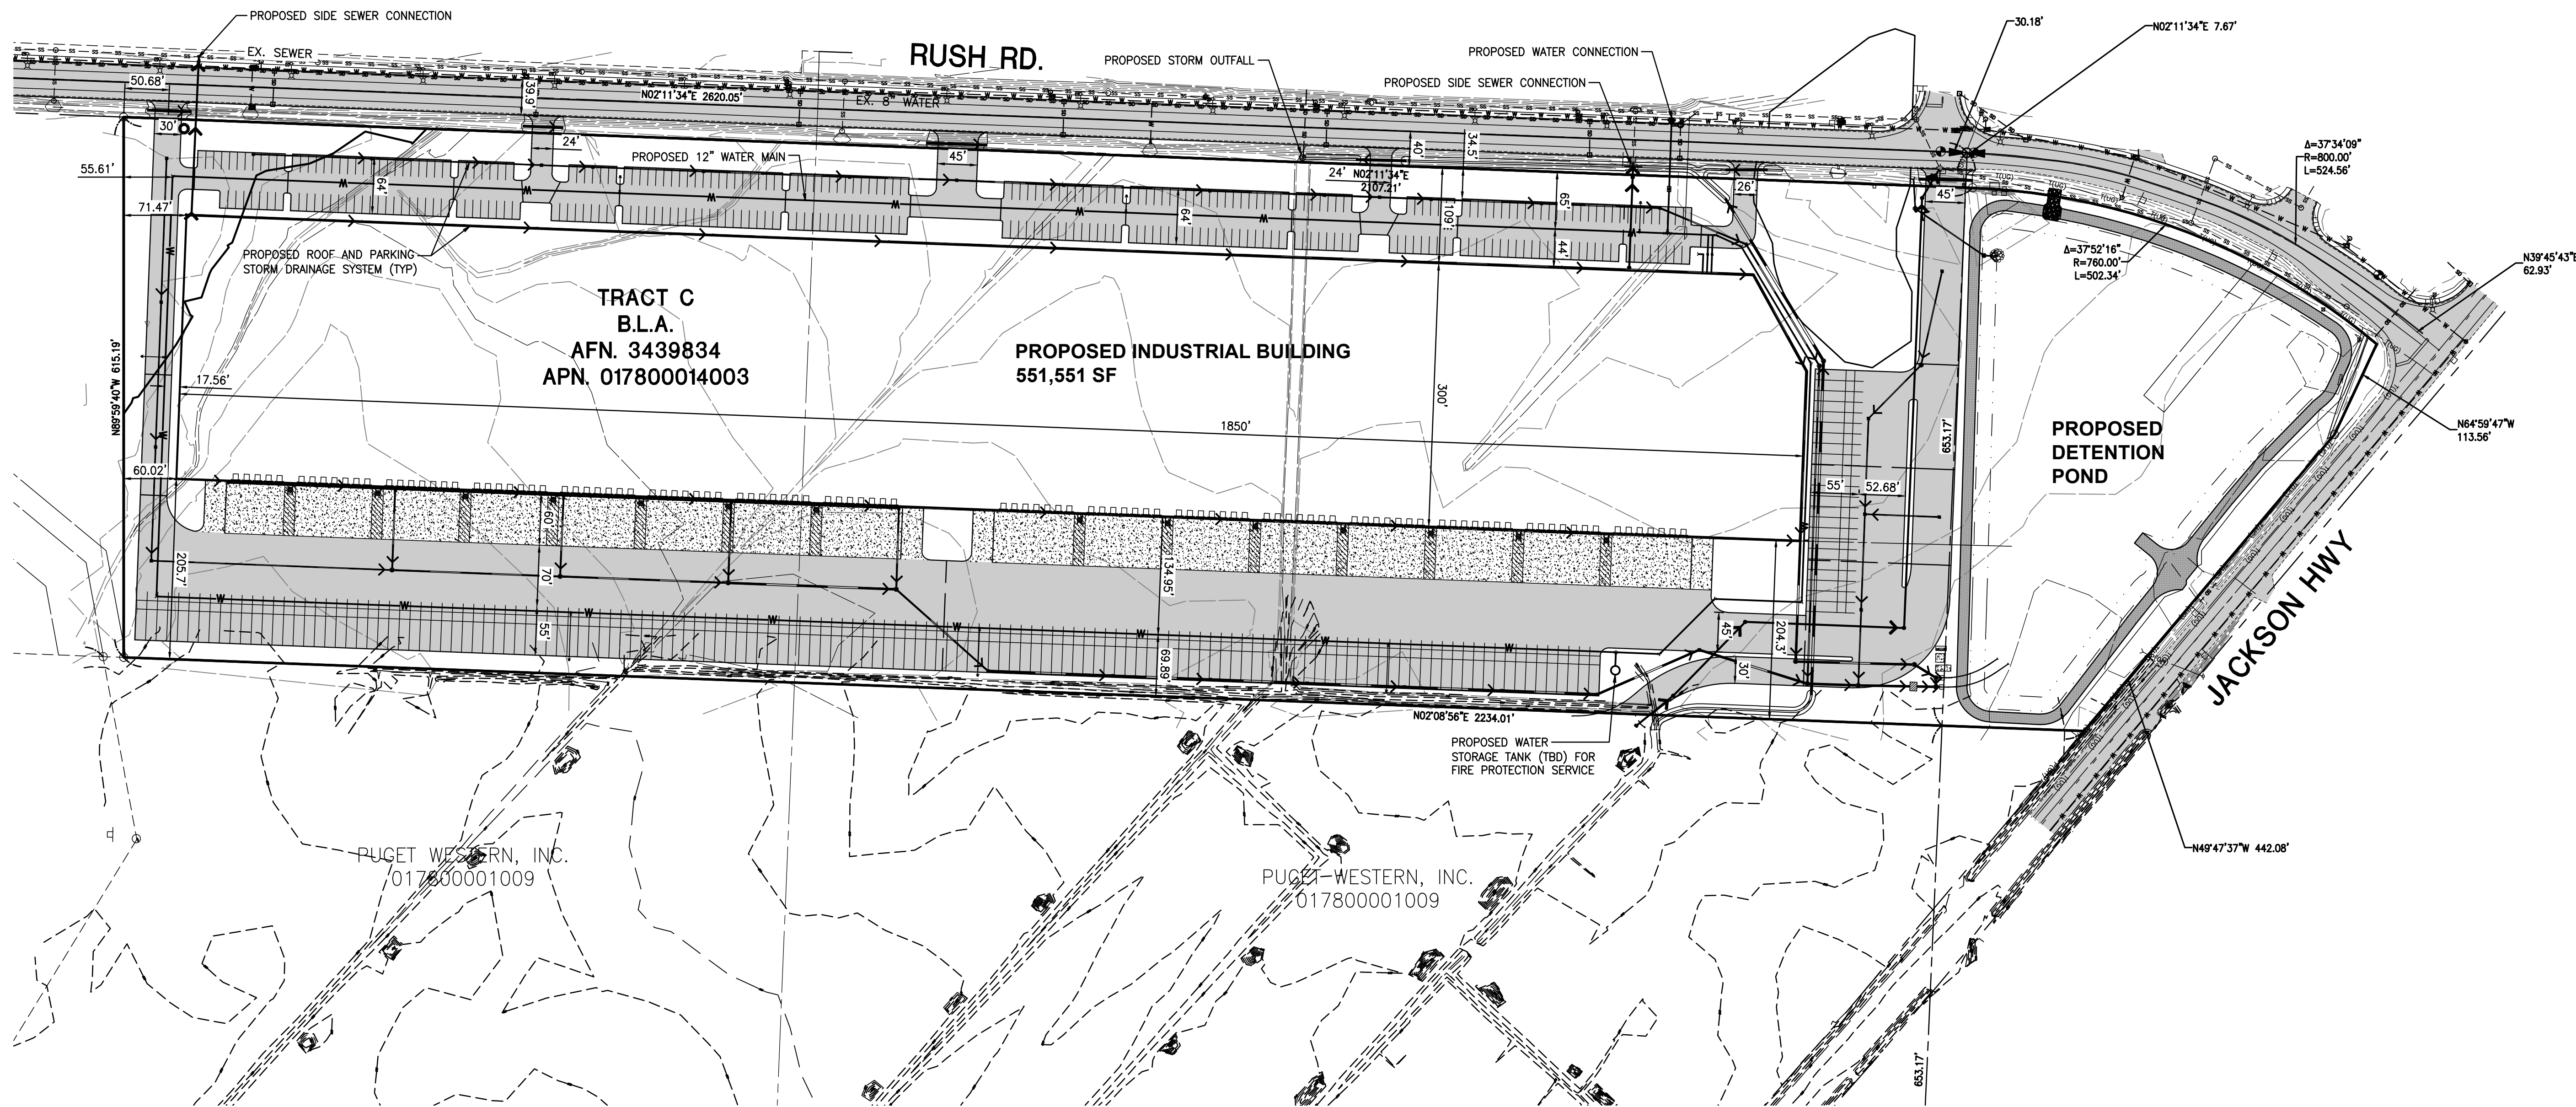 PROPOSED SIDE SEWER CONNECTION
EX. SEWER
RUSH RD.
PROPOSED STORM OUTFALL
PROPOSED WATER CONNECTION
PROPOSED SIDE SEWER CONNECTION
30.18'
N02°11'34"E 7.67'
50.68'
39.9'
N02°11'34"E 2620.05'
EX. 8" WATER
30'
24'
PROPOSED 12" WATER MAIN
45'
40'
34.5'
24'
N02°11'34"E
2107.21'
26'
45'
Δ=37°34'09"
R=800.00'
L=524.56'
55.61'
64'
71.47'
64'
109'
65'
44'
PROPOSED ROOF AND PARKING
STORM DRAINAGE SYSTEM (TYP)
Δ=37°52'16"
R=760.00'
L=502.34'
N39°45'43"E
62.93'
TRACT C
B.L.A.
AFN. 3439834
APN. 017800014003
PROPOSED INDUSTRIAL BUILDING
551,551 SF
N89°59'40"W 615.19'
17.56'
300'
1850'
653.17'
PROPOSED
DETENTION
POND
N64°59'47"W
113.56'
60.02'
55'
52.68'
60'
205.7'
70'
134.95'
55'
69.89'
45'
204.3'
30'
JACKSON HWY
N02°08'56"E 2234.01'
PROPOSED WATER
STORAGE TANK (TBD) FOR
FIRE PROTECTION SERVICE
N49°47'37"W 442.08'
PUGET WESTERN, INC.
017800001009
PUGET WESTERN, INC.
017800001009
653.17'